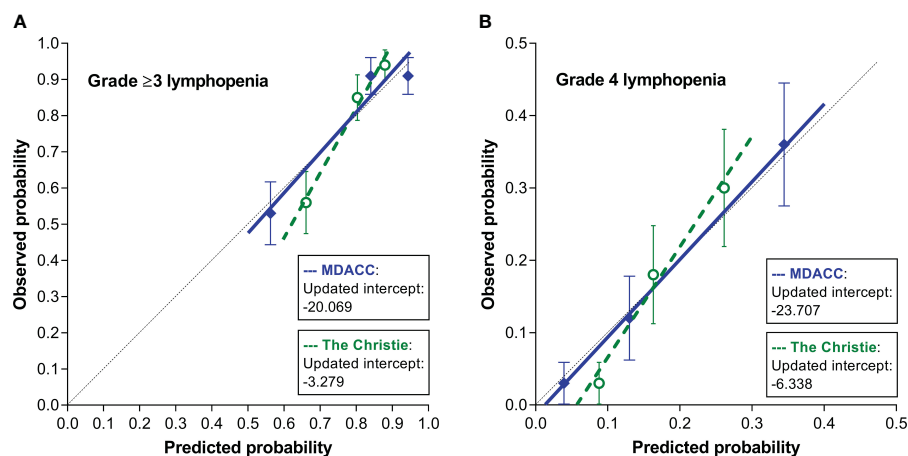 A
Grade ≥3 lymphopenia
Observed probability
1.0
0.9
0.8
0.7
0.6
0.5
0.4
0.3
0.2
0.1
0.0
0.0 0.1 0.2 0.3 0.4 0.5 0.6 0.7 0.8 0.9 1.0
Predicted probability
--- MDACC:
Updated intercept:
-20.069
--- The Christie:
Updated intercept:
-3.279
B
Grade 4 lymphopenia
Observed probability
0.5
0.4
0.3
0.2
0.1
0.0
0.0 0.1 0.2 0.3 0.4 0.5
Predicted probability
--- MDACC:
Updated intercept:
-23.707
--- The Christie:
Updated intercept:
-6.338